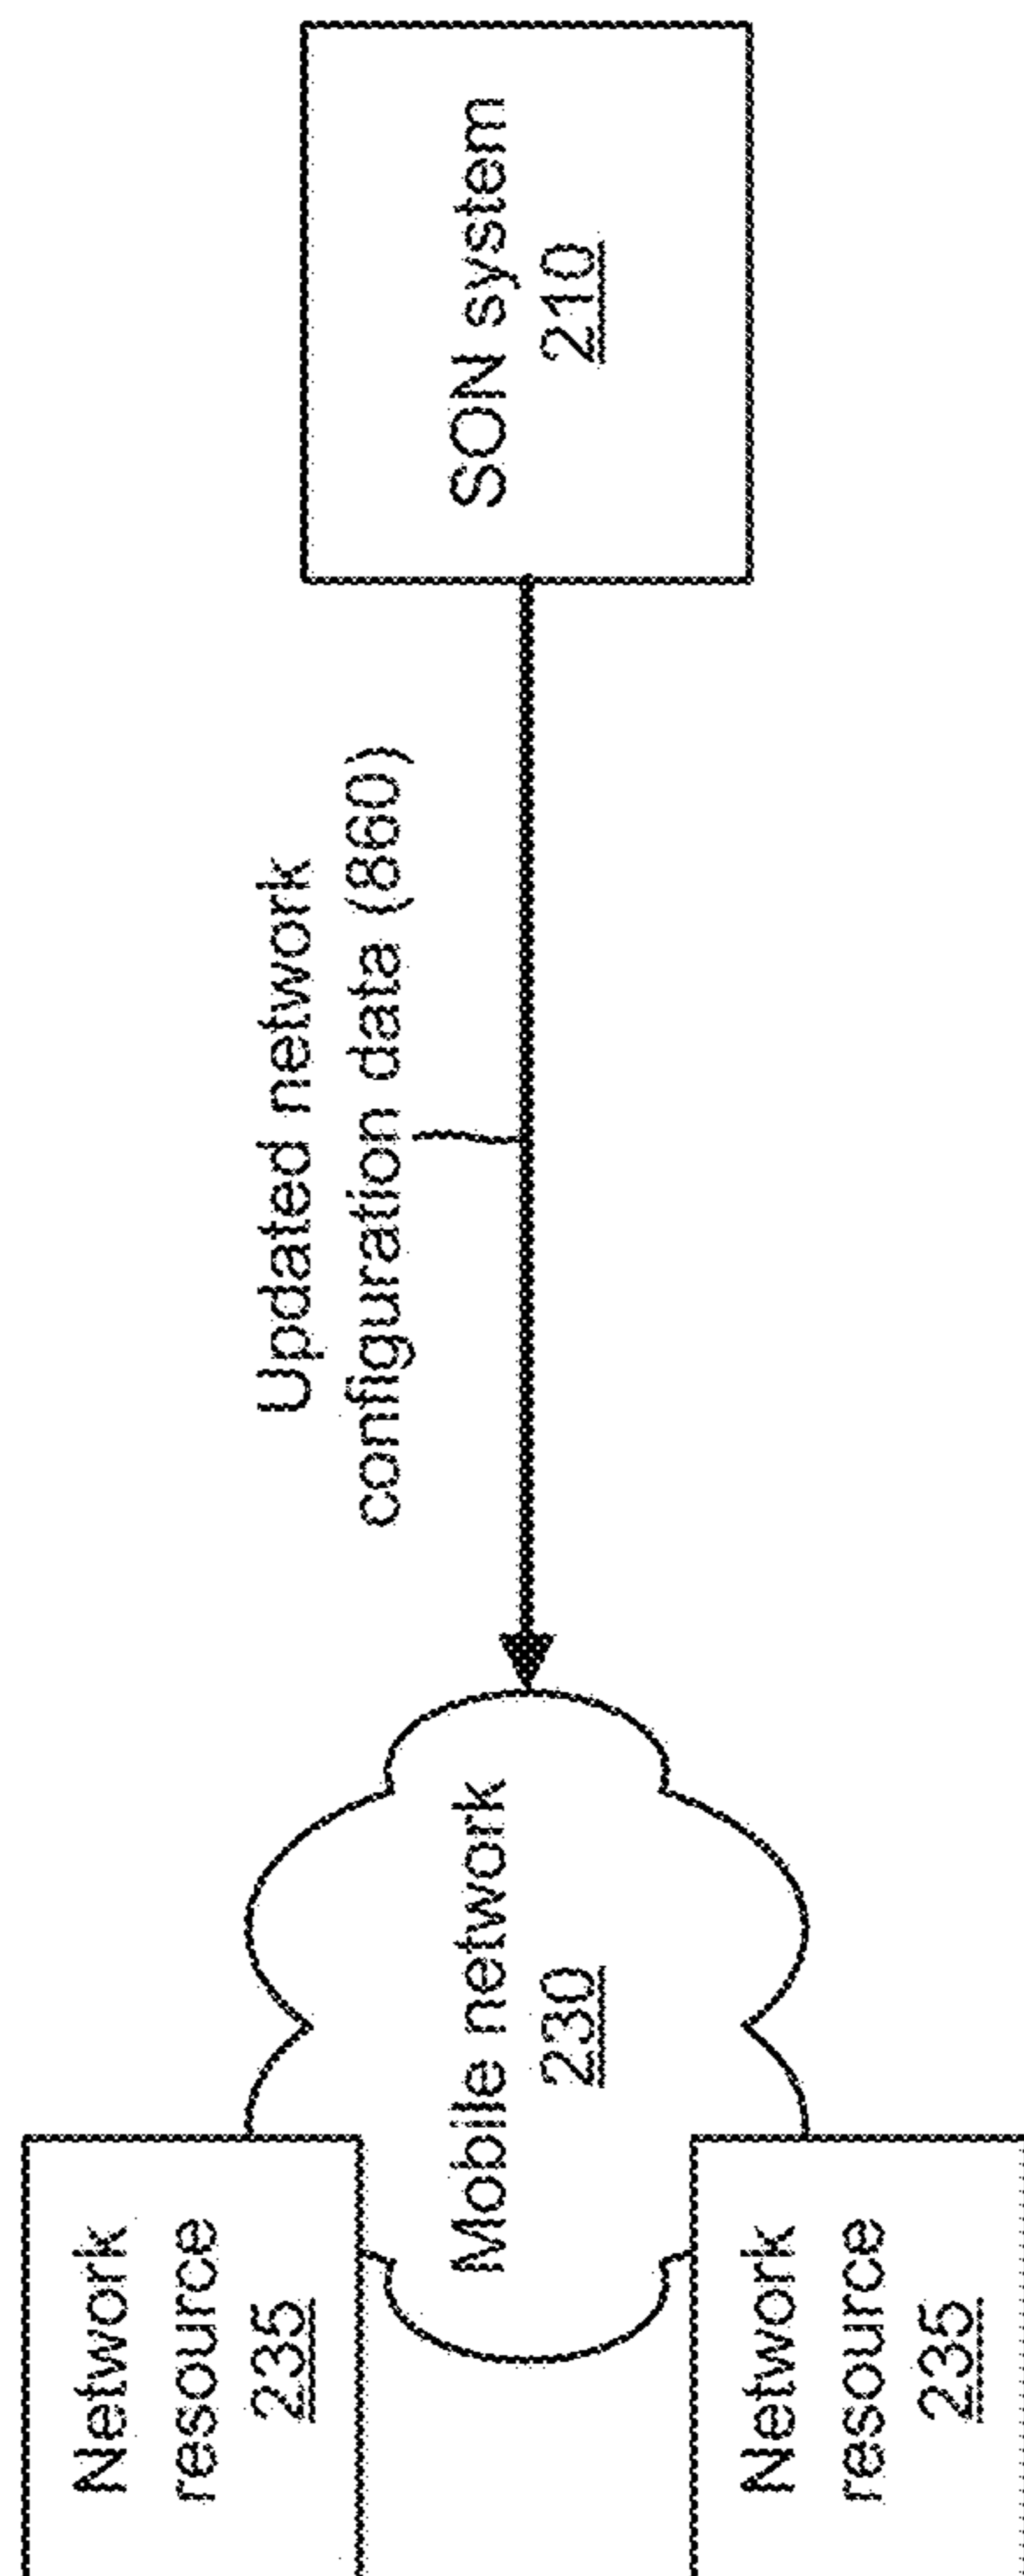 Updated network
configuration data (860)
Network
resource
235
Mobile network
230
SON system
210
Network
resource
235